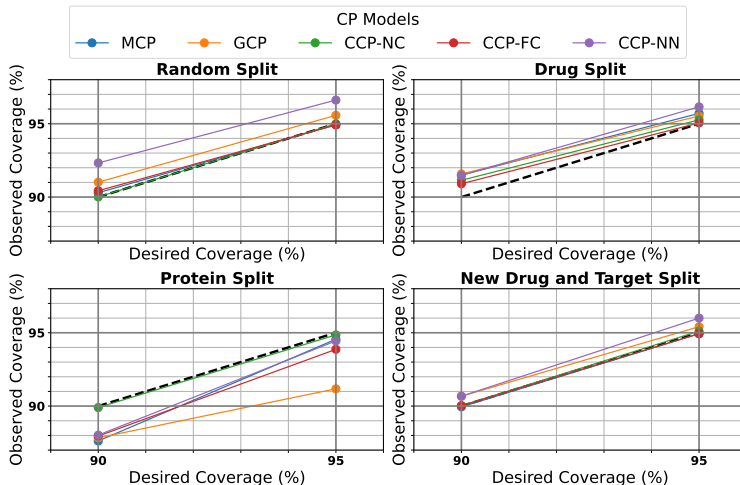 CP Models
MCP GCP CCP-NC CCP-FC CCP-NN
Random Split Drug Split
Observed Coverage (%) Observed Coverage (%)
95
90
Desired Coverage (%) Desired Coverage (%)
Protein Split New Drug and Target Split
Observed Coverage (%) Observed Coverage (%)
95 95
90 90
90 95 90 95
Desired Coverage (%) Desired Coverage (%)